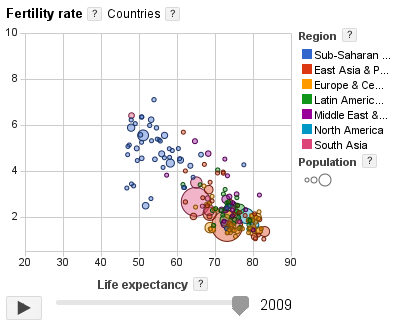 Fertility rate ? Countries ?
10
8
6
4
2
20 30 40 50 60 70 80 90
Life expectancy ?
Region
Sub-Saharan ...
East Asia & P...
Europe & Ce...
Latin Americ...
Middle East &...
North America
South Asia
Population ?
2009